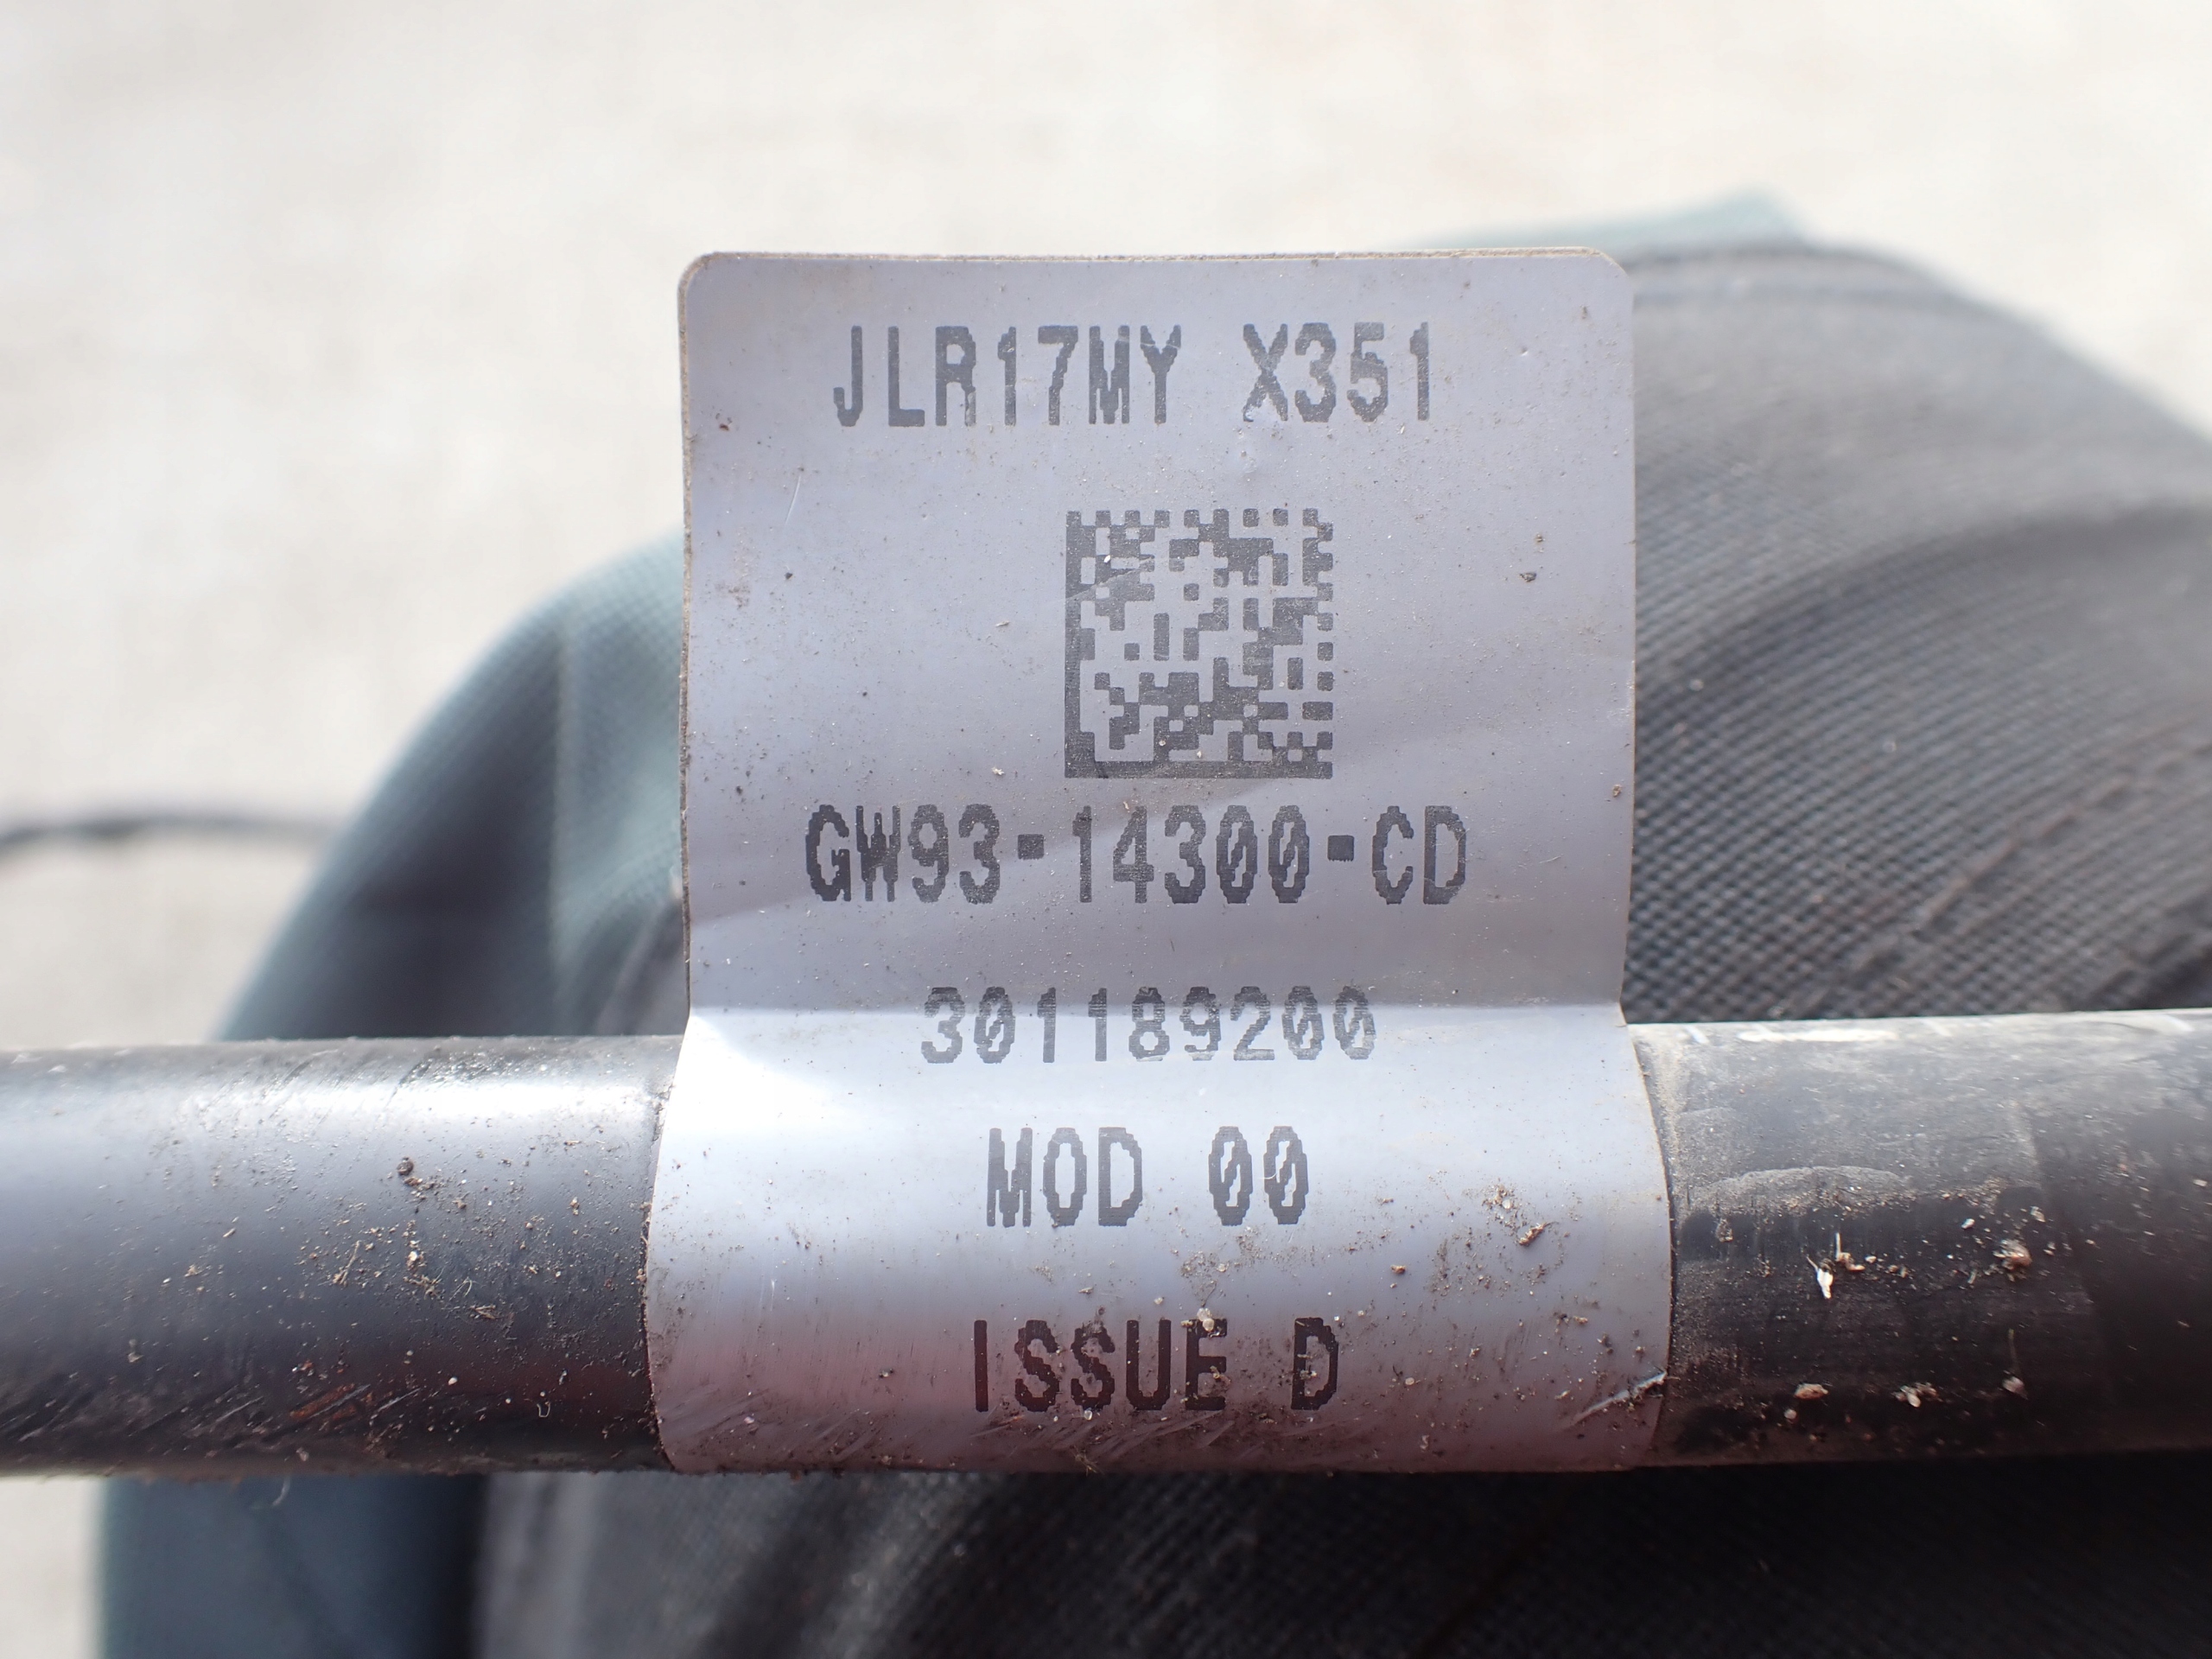 JLR17MY X351
GW93-14300-CD
301189200
MOD 00
ISSUE D